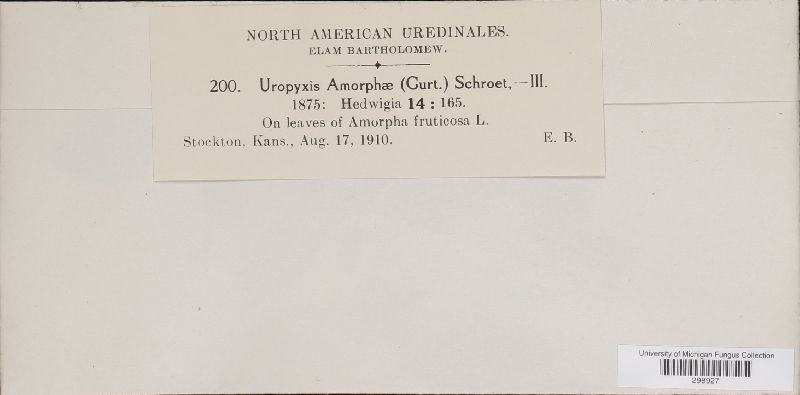 NORTH AMERICAN UREDINALES.
ELAM BARTHOLOMEW.
200. Uropyxis Amorphæ (Curt.) Schroet,—III.
1875: Hedwigia 14 : 165.
On leaves of Amorpha fruticosa L.
Stockton, Kans., Aug. 17, 1910. E. B.
University of Michigan Fungus Collection
298927